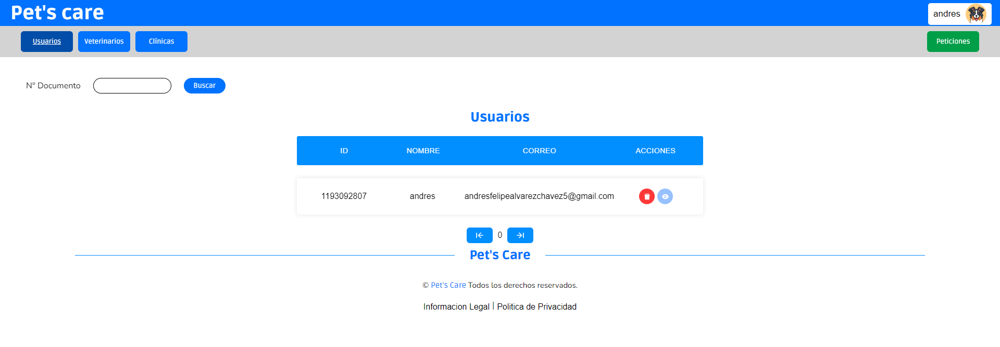 Pet's care
andres
Usuarios Veterinarios Clínicas Peticiones
N° Documento Buscar
Usuarios
ID NOMBRE CORREO ACCIONES
1193092807 andres andresfelipealvarezchavez5@gmail.com
0
Pet's Care
© Pet's Care Todos los derechos reservados.
Informacion Legal | Politica de Privacidad